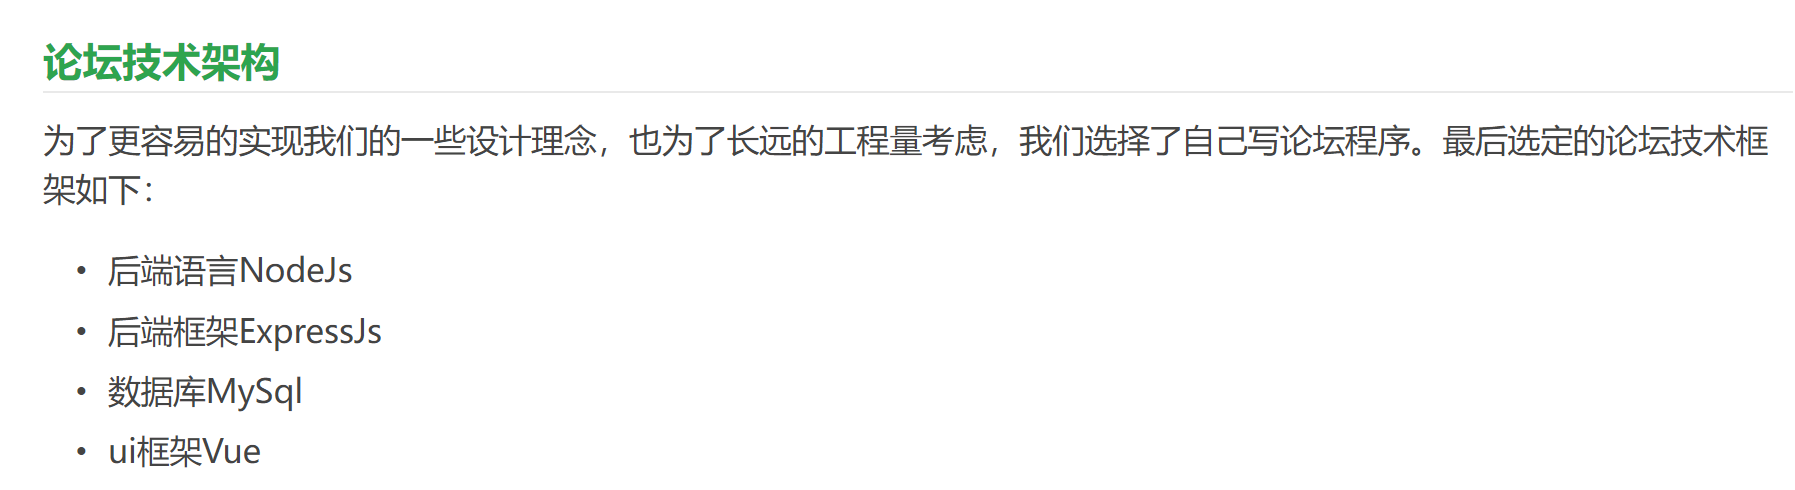 论坛技术架构
为了更容易的实现我们的一些设计理念，也为了长远的工程量考虑，我们选择了自己写论坛程序。最后选定的论坛技术框
架如下：
• 后端语言NodeJs
• 后端框架ExpressJs
• 数据库MySql
• ui框架Vue